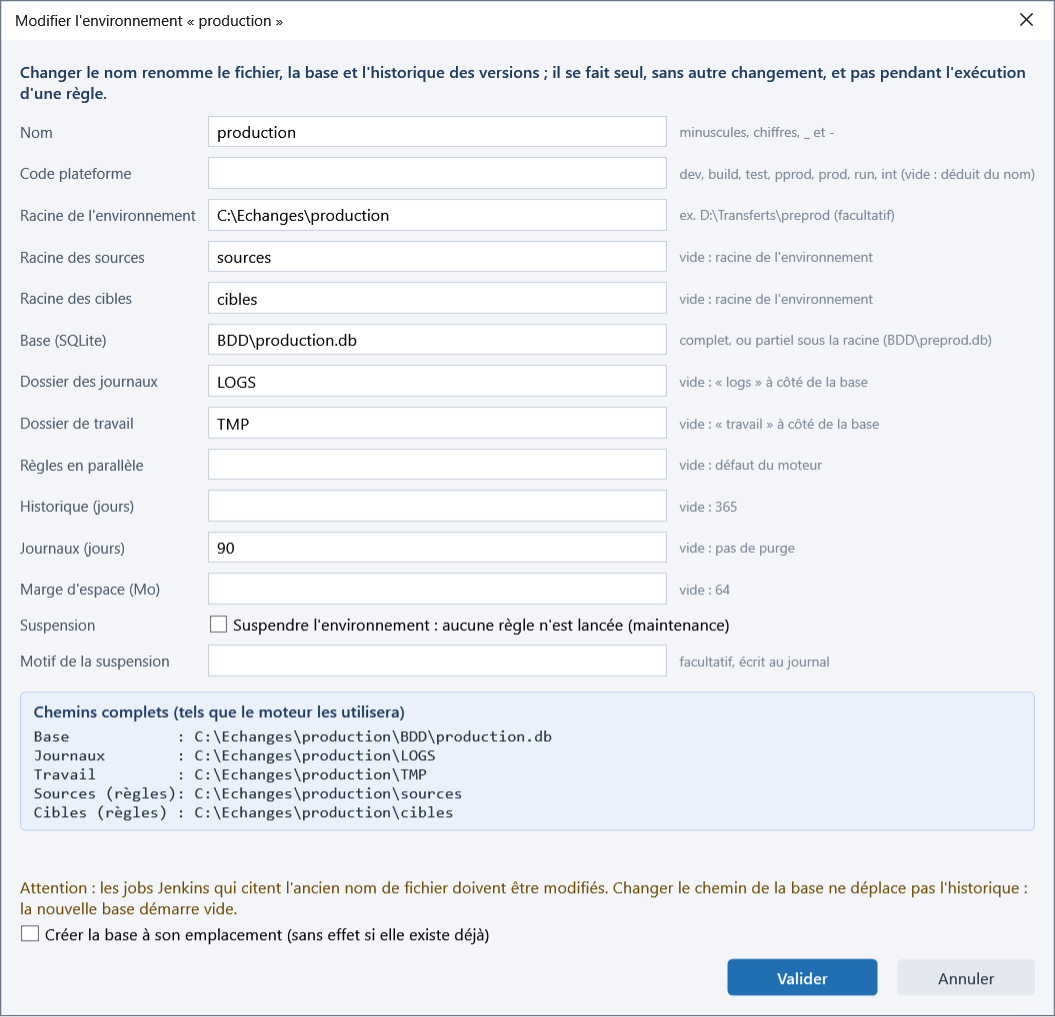 Modifier l'environnement « production »
Changer le nom renomme le fichier, la base et l'historique des versions ; il se fait seul, sans autre changement, et pas pendant l'exécution
d'une règle.
Nom production minuscules, chiffres, _ et -
Code plateforme dev, build, test, pprod, prod, run, int (vide : déduit du nom)
Racine de l'environnement C:\Echanges\production ex. D:\Transferts\preprod (facultatif)
Racine des sources sources vide : racine de l'environnement
Racine des cibles cibles vide : racine de l'environnement
Base (SQLite) BDD\production.db complet, ou partiel sous la racine (BDD\preprod.db)
Dossier des journaux LOGS vide : « logs » à côté de la base
Dossier de travail TMP vide : « travail » à côté de la base
Règles en parallèle vide : défaut du moteur
Historique (jours) vide : 365
Journaux (jours) 90 vide : pas de purge
Marge d'espace (Mo) vide : 64
Suspension Suspendre l'environnement : aucune règle n'est lancée (maintenance)
Motif de la suspension facultatif, écrit au journal
Chemins complets (tels que le moteur les utilisera)
Base : C:\Echanges\production\BDD\production.db
Journaux : C:\Echanges\production\LOGS
Travail : C:\Echanges\production\TMP
Sources (règles): C:\Echanges\production\sources
Cibles (règles) : C:\Echanges\production\cibles
Attention : les jobs Jenkins qui citent l'ancien nom de fichier doivent être modifiés. Changer le chemin de la base ne déplace pas l'historique :
la nouvelle base démarre vide.
Créer la base à son emplacement (sans effet si elle existe déjà)
Valider Annuler